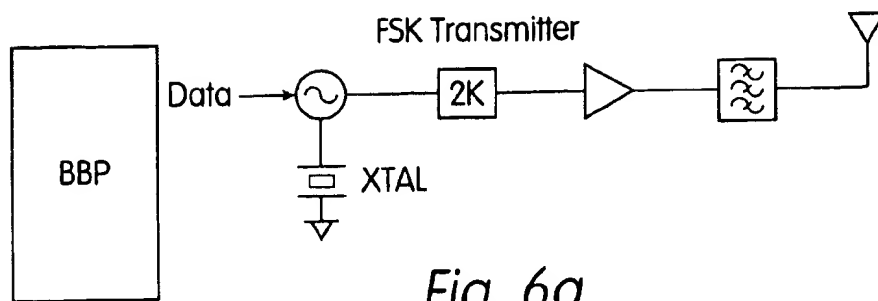 FSK Transmitter
Data
2K
BBP
XTAL
Fig. 6a